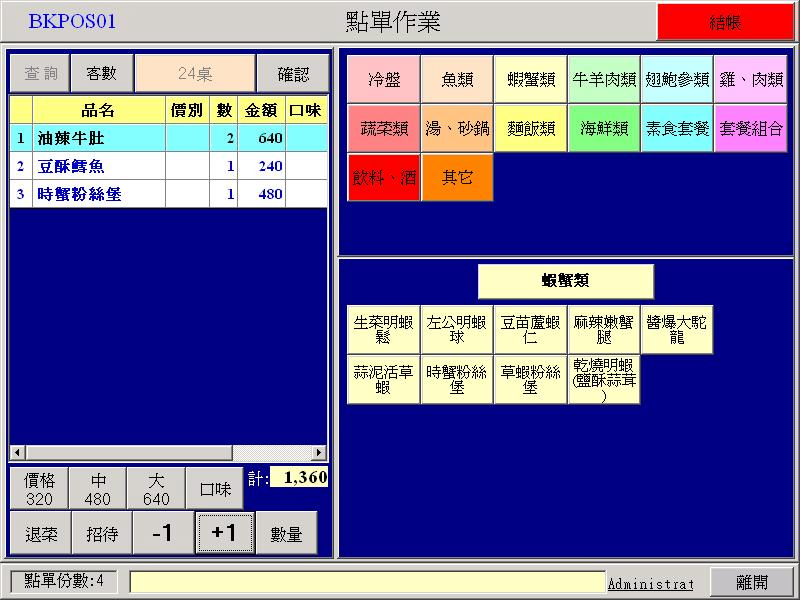 BKPOS01
點單作業
結帳
查詢 客數 24桌 確認
品名 價別 數 金額 口味
1 油辣牛肚 2 640
2 豆酥鱈魚 1 240
3 時蟹粉絲堡 1 480
價格
320
中
480
大
640
口味
計: 1,360
退菜 招待 -1 +1 數量
冷盤 魚類 蝦蟹類 牛羊肉類 翅鮑參類 雞、肉類
蔬菜類 湯、砂鍋 麵飯類 海鮮類 素食套餐 套餐組合
飲料、酒 其它
蝦蟹類
生菜明蝦
鬆
左公明蝦
球
豆苗蘆蝦
仁
麻辣嫩蟹
腿
醬爆大駝
龍
蒜泥活草
蝦
時蟹粉絲
堡
草蝦粉絲
堡
乾燒明蝦
(鹽酥蒜茸
)
點單份數:4
Administrat
離開